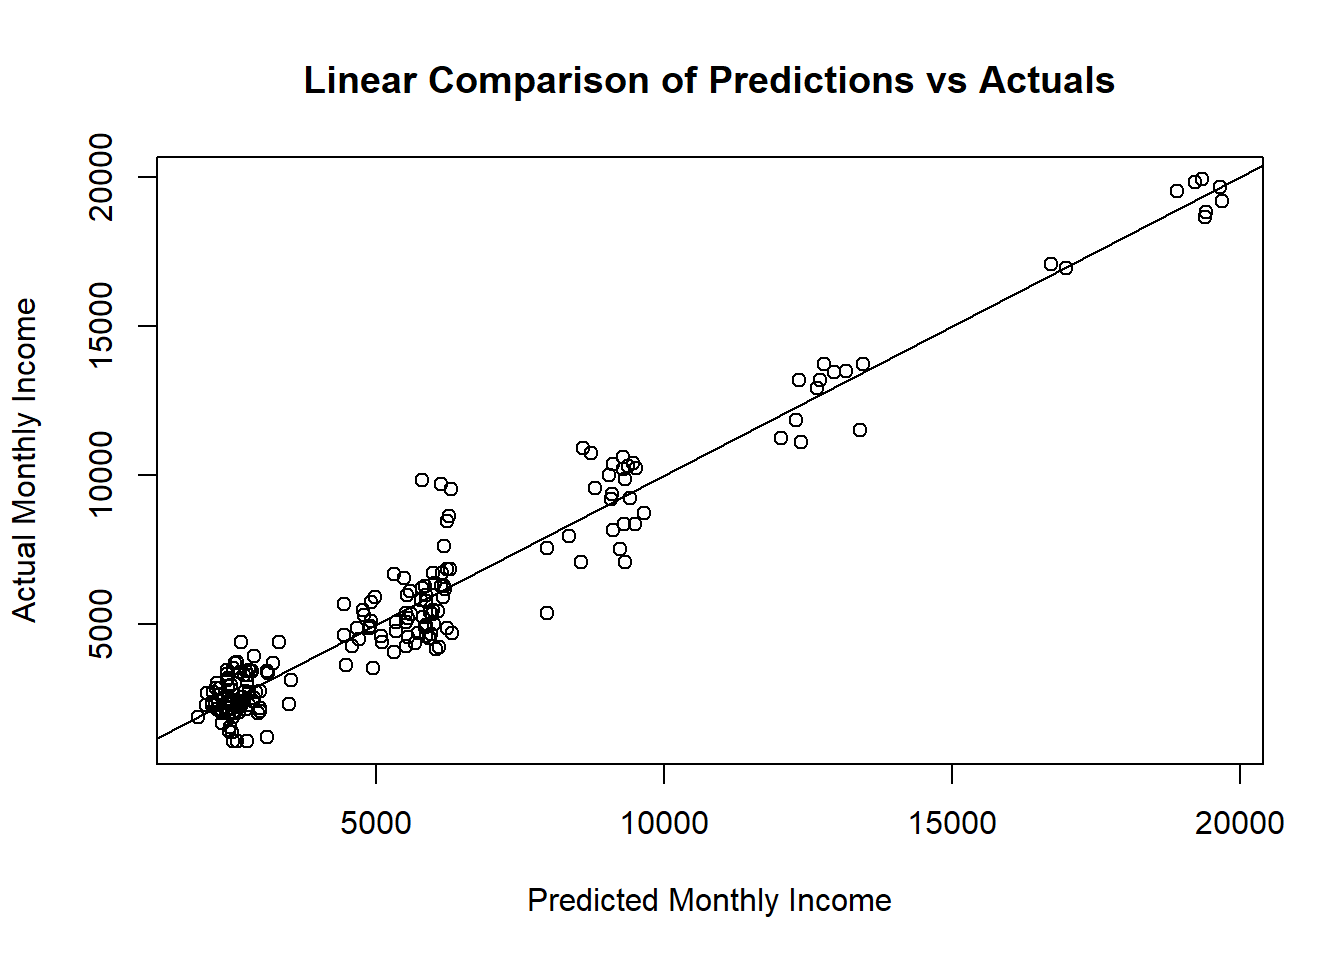 Linear Comparison of Predictions vs Actuals
20000
15000
10000
5000
Actual Monthly Income
5000 10000 15000 20000
Predicted Monthly Income